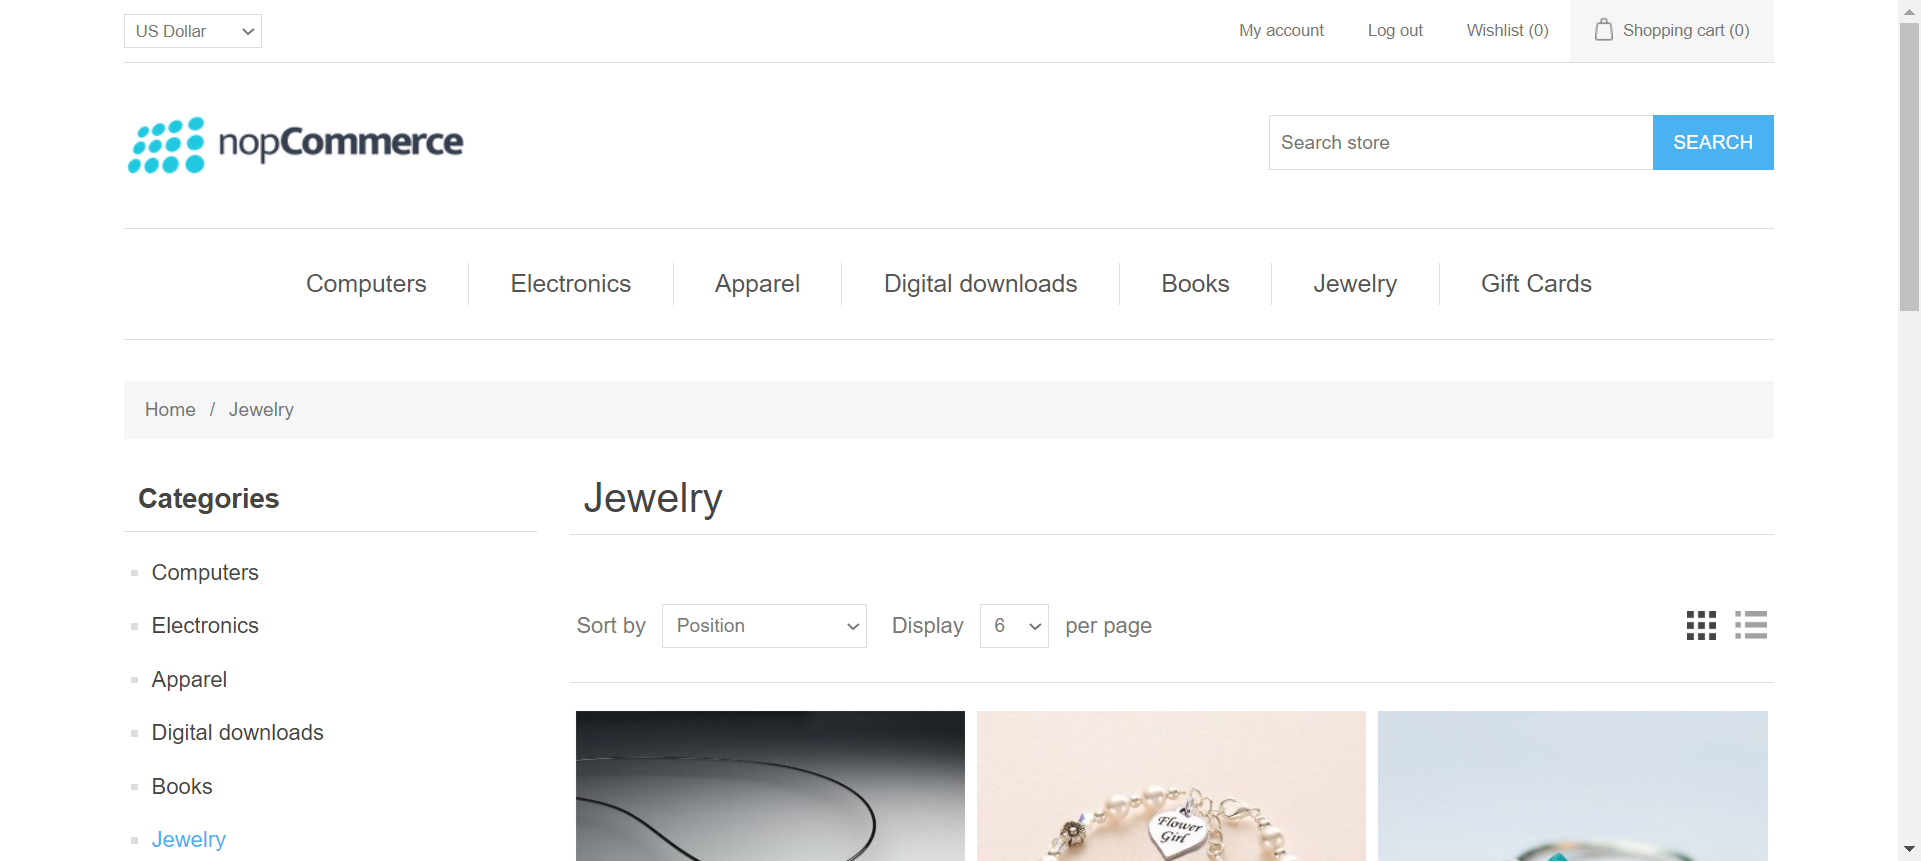 US Dollar
My account
Log out
Wishlist (0)
Shopping cart (0)
nopCommerce
Search store
SEARCH
Computers
Electronics
Apparel
Digital downloads
Books
Jewelry
Gift Cards
Home / Jewelry
Categories
Computers
Electronics
Apparel
Digital downloads
Books
Jewelry
Jewelry
Sort by Position Display 6 per page
Flower
Girl